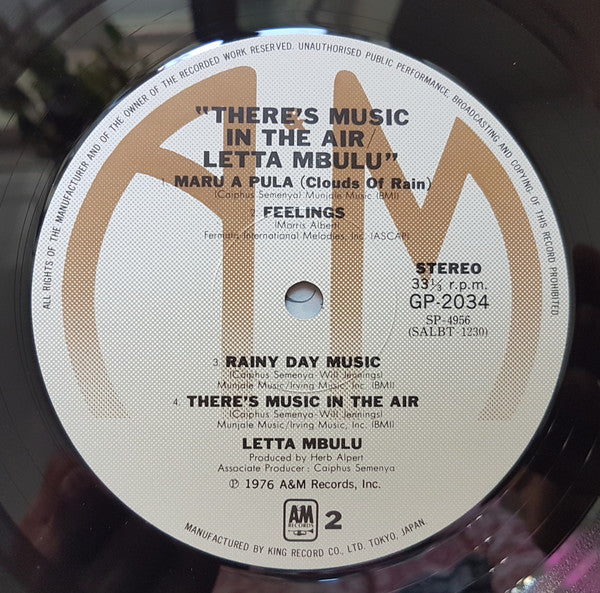 ALL RIGHTS OF THE MANUFACTURER AND OF THE OWNER OF THE RECORDED WORK RESERVED. UNAUTHORISED PUBLIC PERFORMANCE, BROADCASTING AND COPYING OF THIS RECORD PROHIBITED.
A&M
"THERE'S MUSIC
IN THE AIR/
LETTA MBULU"
1. MARU A PULA (Clouds Of Rain)
(Caiphus Semenya) Munjale Music (BMI)
2. FEELINGS
(Morris Albert)
Fermata International Melodies, Inc. (ASCAP)
STEREO
33⅓ r.p.m.
GP-2034
SP-4956
(SALBT-1230)
3. RAINY DAY MUSIC
(Caiphus Semenya-Will Jennings)
Munjale Music/Irving Music, Inc. (BMI)
4. THERE'S MUSIC IN THE AIR
(Caiphus Semenya-Will Jennings)
Munjale Music/Irving Music, Inc. (BMI)
LETTA MBULU
Produced by Herb Alpert
Associate Producer : Caiphus Semenya
℗ 1976 A&M Records, Inc.
A&M
RECORDS
2
MANUFACTURED BY KING RECORD CO., LTD. TOKYO, JAPAN.